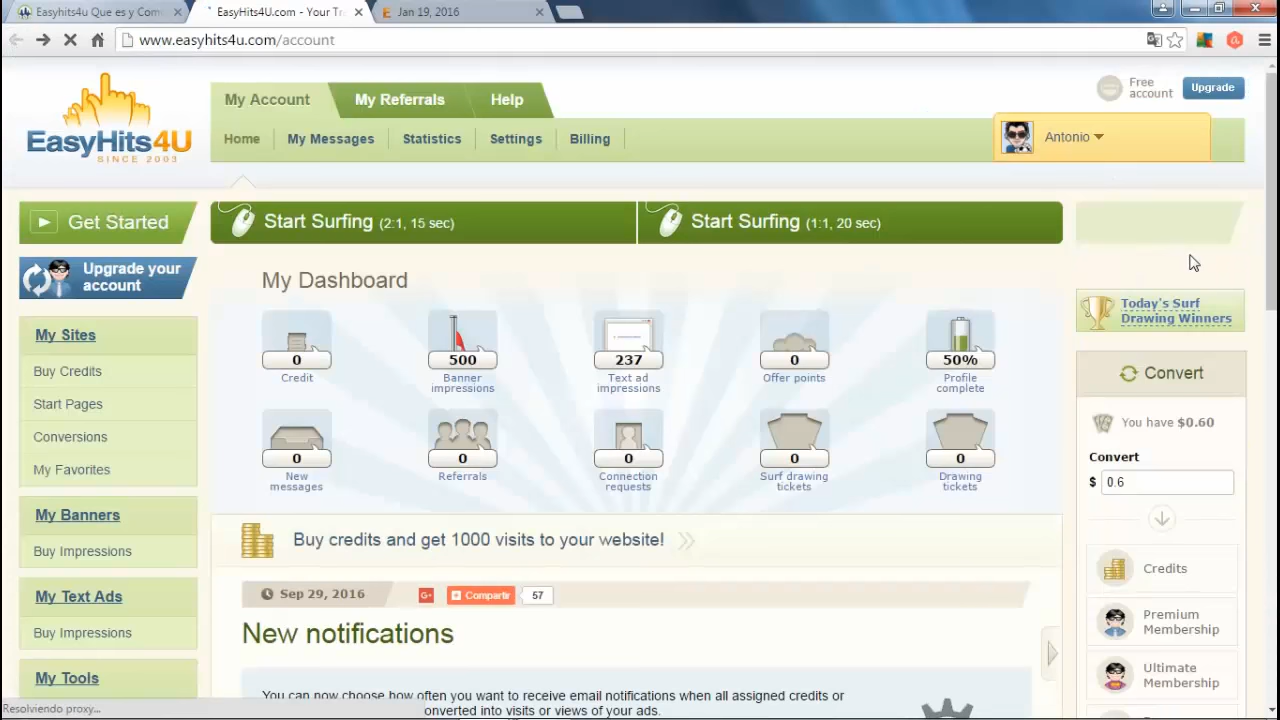 Easyhits4u Que es y Com
EasyHits4U.com - Your Tr
Jan 19, 2016
www.easyhits4u.com/account
EASYHITS4U
SINCE 2003
My Account
My Referrals
Help
Free
account
Upgrade
Home
My Messages
Statistics
Settings
Billing
Antonio
Get Started
Start Surfing (2:1, 15 sec)
Start Surfing (1:1, 20 sec)
Upgrade your
account
My Dashboard
Today's Surf
Drawing Winners
My Sites
Buy Credits
Start Pages
Conversions
My Favorites
0
Credit
500
Banner
impressions
237
Text ad
impressions
0
Offer points
50%
Profile
complete
0
New
messages
0
Referrals
0
Connection
requests
0
Surf drawing
tickets
0
Drawing
tickets
Convert
You have $0.60
Convert
$ 0.6
Credits
Premium
Membership
Ultimate
Membership
My Banners
Buy Impressions
My Text Ads
Buy Impressions
My Tools
Buy credits and get 1000 visits to your website!
Sep 29, 2016
G+
Compartir
57
New notifications
You can now choose how often you want to receive email notifications when all assigned credits or
onverted into visits or views of your ads.
Resolviendo proxy...